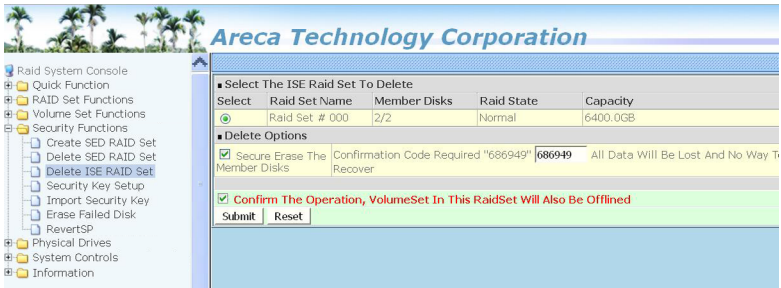 Areca Technology Corporation
Raid System Console
Quick Function
RAID Set Functions
Volume Set Functions
Security Functions
Create SED RAID Set
Delete SED RAID Set
Delete ISE RAID Set
Security Key Setup
Import Security Key
Erase Failed Disk
RevertSP
Physical Drives
System Controls
Information
Select The ISE Raid Set To Delete
Select Raid Set Name Member Disks Raid State Capacity
Raid Set # 000 2/2 Normal 6400.0GB
Delete Options
Secure Erase The Member Disks
Confirmation Code Required "686949" 686949 All Data Will Be Lost And No Way To
Recover
Confirm The Operation, VolumeSet In This RaidSet Will Also Be Offlined
Submit Reset